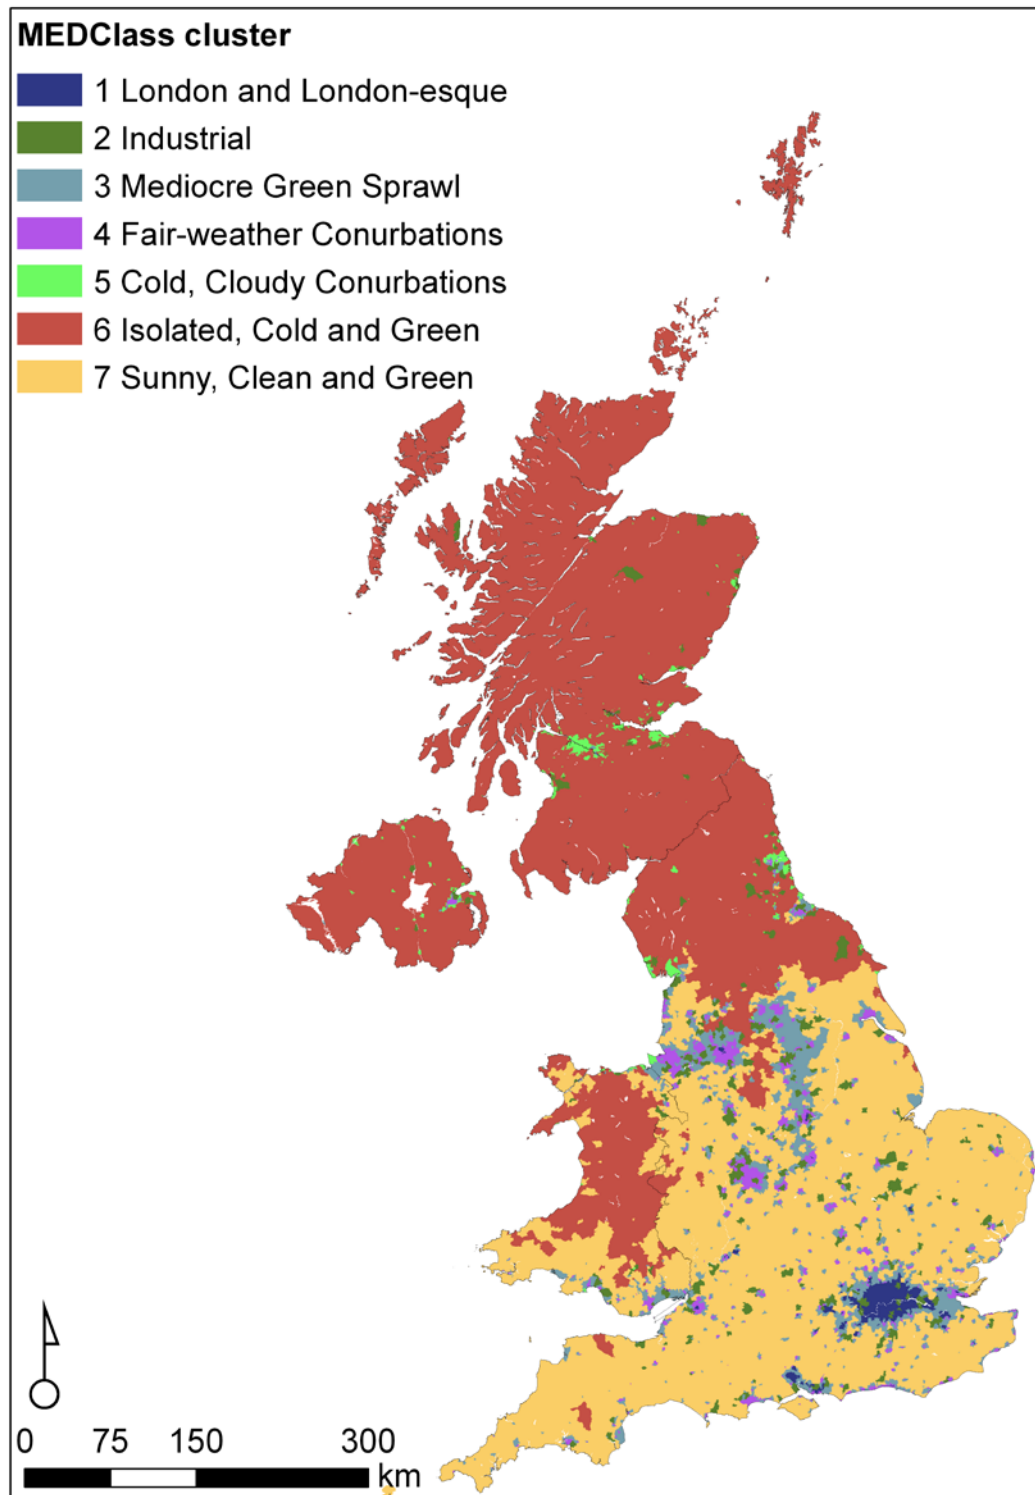 MEDClass cluster
1 London and London-esque
2 Industrial
3 Mediocre Green Sprawl
4 Fair-weather Conurbations
5 Cold, Cloudy Conurbations
6 Isolated, Cold and Green
7 Sunny, Clean and Green
0 75 150 300
km